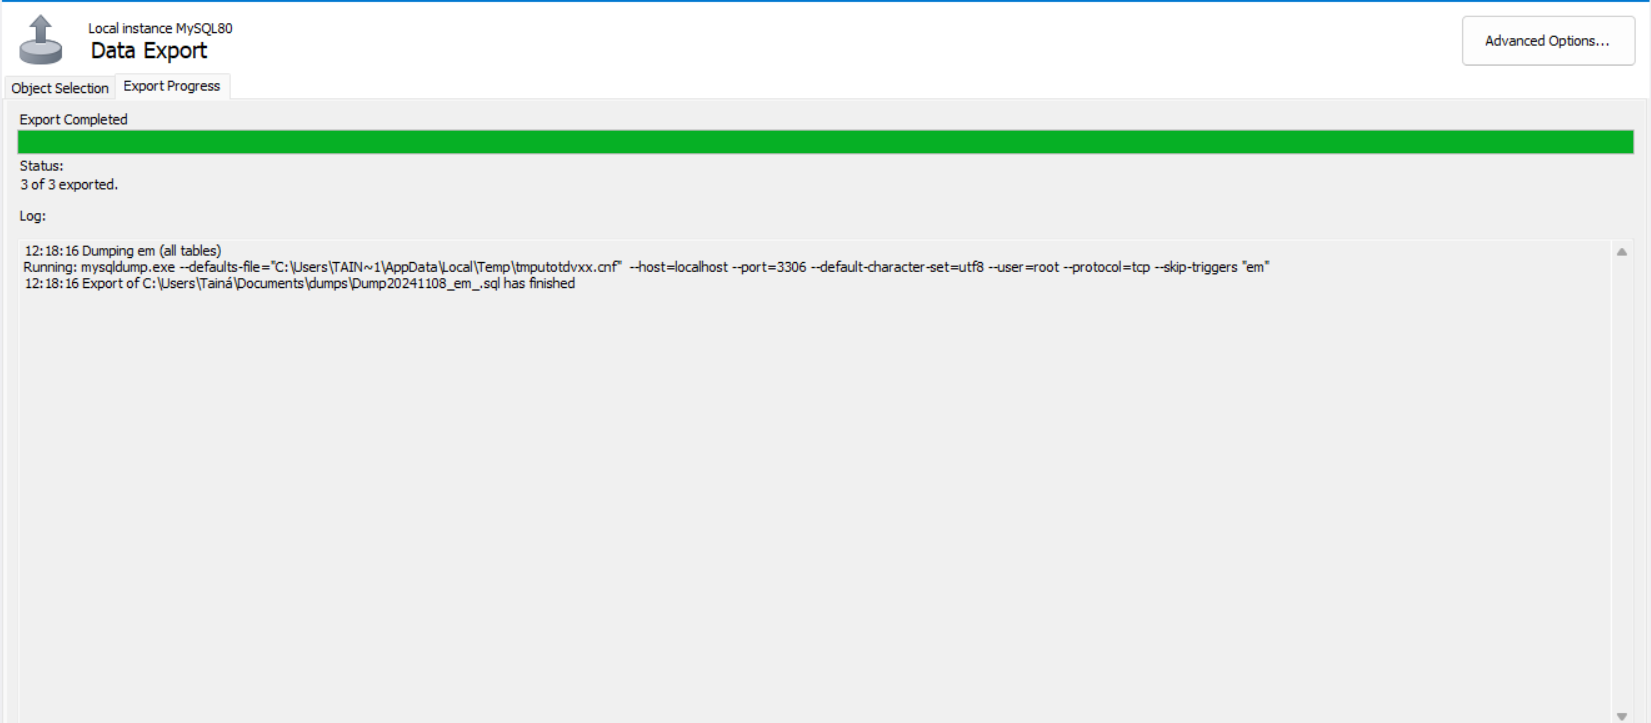 Local instance MySQL80
Data Export
Advanced Options...
Object Selection
Export Progress
Export Completed
Status:
3 of 3 exported.
Log:
12:18:16 Dumping em (all tables)
Running: mysqldump.exe --defaults-file="C:\Users\TAIN~1\AppData\Local\Temp\tmputotdvxx.cnf"  --host=localhost --port=3306 --default-character-set=utf8 --user=root --protocol=tcp --skip-triggers "em"
12:18:16 Export of C:\Users\Tainá\Documents\dumps\Dump20241108_em_.sql has finished